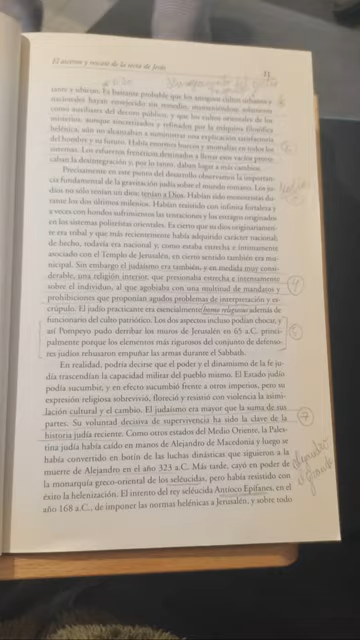 El ascenso y rescate de la secta de Jesús
13
tante y ubicuo. Es bastante probable que los antiguos cultos urbanos y
nacionales hayan envejecido sin remedio, manteniéndose solamente
como auxiliares del decoro público, y que los cultos orientales de los
misterios, aunque sincretizados y refinados por la máquina filosófica
helénica, aún no alcanzaban a suministrar una explicación satisfactoria
del hombre y su futuro. Había enormes huecos y anomalías en todos los
sistemas. Los esfuerzos frenéticos destinados a llenar esos vacíos provo-
caban la desintegración y, por lo tanto, daban lugar a más cambios.
Precisamente en este punto del desarrollo observamos la importan-
cia fundamental de la gravitación judía sobre el mundo romano. Los ju-
díos no sólo tenían un dios; tenían a Dios. Habían sido monoteístas du-
rante los dos últimos milenios. Habían resistido con infinita fortaleza y
a veces con hondos sufrimientos las tentaciones y los estragos originados
en los sistemas politeístas orientales. Es cierto que su dios originariamen-
te era tribal y que más recientemente había adquirido carácter nacional;
de hecho, todavía era nacional y, como estaba estrecha e íntimamente
asociado con el Templo de Jerusalén, en cierto sentido también era mu-
nicipal. Sin embargo el judaísmo era también, y en medida muy consi-
derable, una religión interior, que presionaba estrecha e intensamente
sobre el individuo, al que agobiaba con una multitud de mandatos y
prohibiciones que proponían agudos problemas de interpretación y es-
crúpulo. El judío practicante era esencialmente homo religiosus además de
funcionario del culto patriótico. Los dos aspectos incluso podían chocar, y
así Pompeyo pudo derribar los muros de Jerusalén en 65 a.C. princi-
palmente porque los elementos más rigurosos del conjunto de defenso-
res judíos rehusaron empuñar las armas durante el Sabbath.
En realidad, podría decirse que el poder y el dinamismo de la fe ju-
día trascendían la capacidad militar del pueblo mismo. El Estado judío
podía sucumbir, y en efecto sucumbió frente a otros imperios, pero su
expresión religiosa sobrevivió, floreció y resistió con violencia la asimi-
lación cultural y el cambio. El judaísmo era mayor que la suma de sus
partes. Su voluntad decisiva de supervivencia ha sido la clave de la
historia judía reciente. Como otros estados del Medio Oriente, la Pales-
tina judía había caído en manos de Alejandro de Macedonia y luego se
había convertido en botín de las luchas dinásticas que siguieron a la
muerte de Alejandro en el año 323 a.C. Más tarde, cayó en poder de
la monarquía greco-oriental de los seléucidas, pero había resistido con
éxito la helenización. El intento del rey seléucida Antíoco Epífanes, en el
año 168 a.C., de imponer las normas helénicas a Jerusalén, y sobre todo